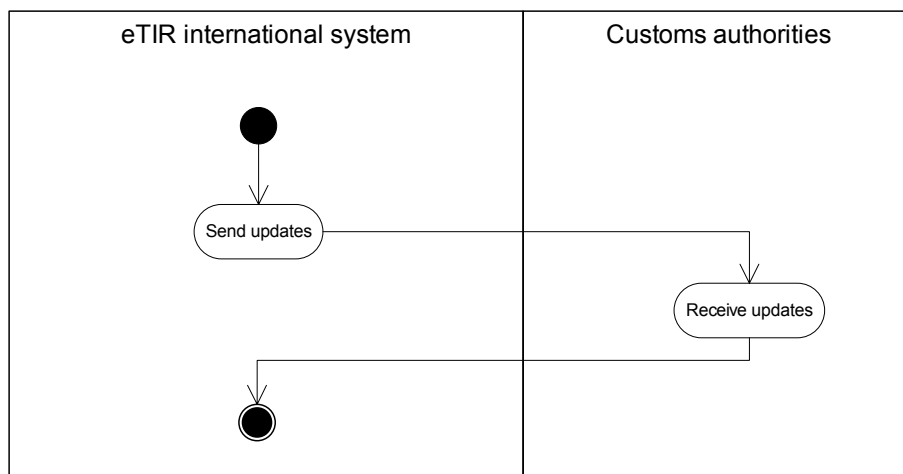 eTIR international system
Customs authorities
Send updates
Receive updates